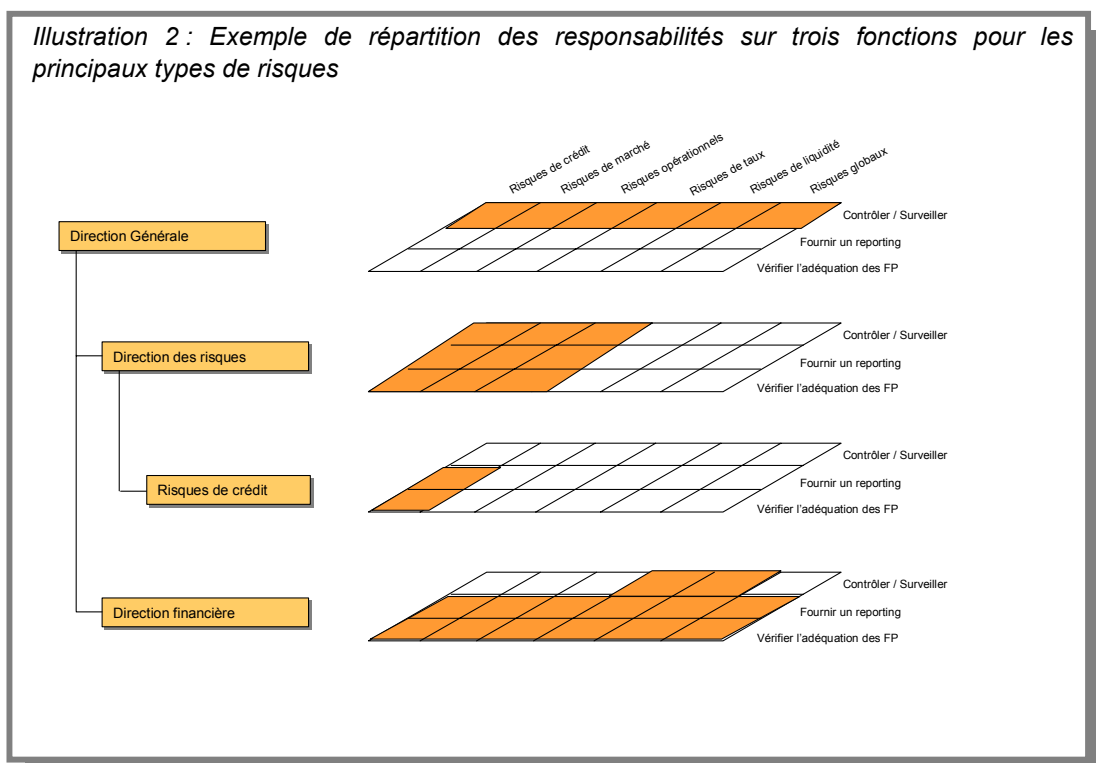 Illustration 2 : Exemple de répartition des responsabilités sur trois fonctions pour les
principaux types de risques
Risques de crédit
Risques de marché
Risques opérationnels
Risques de taux
Risques de liquidité
Risques globaux
Direction Générale
Contrôler / Surveiller
Fournir un reporting
Vérifier l'adéquation des FP
Direction des risques
Contrôler / Surveiller
Fournir un reporting
Vérifier l'adéquation des FP
Risques de crédit
Contrôler / Surveiller
Fournir un reporting
Vérifier l'adéquation des FP
Direction financière
Contrôler / Surveiller
Fournir un reporting
Vérifier l'adéquation des FP